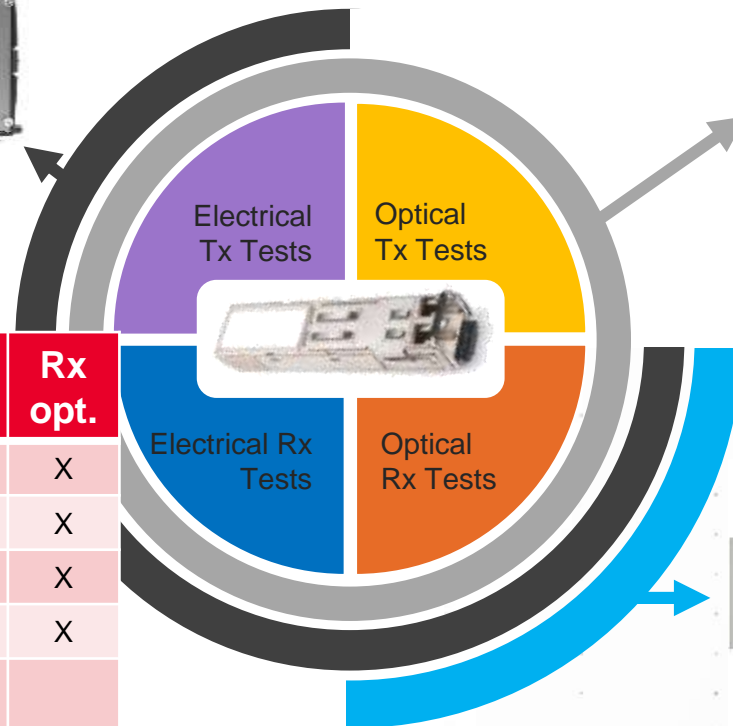 Electrical
Tx Tests
Optical
Tx Tests
Rx
opt.
Electrical Rx
Tests
Optical
Rx Tests
X
X
X
X